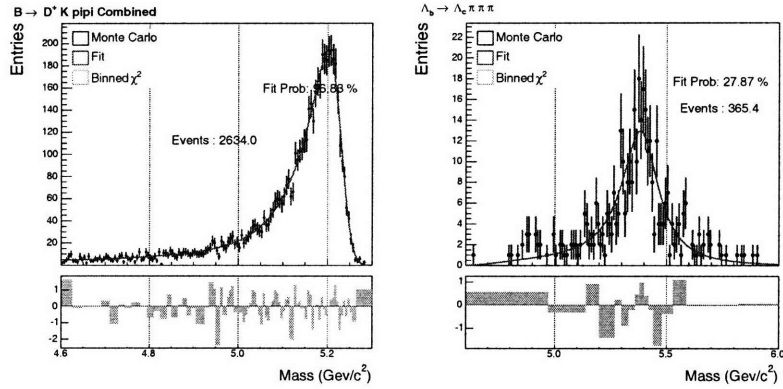 B → D⁺ K pipi Combined
Entries
200
180
160
140
120
100
80
60
40
20
Monte Carlo
Fit
Binned χ²
Fit Prob: 96.83 %
Events : 2634.0
1
0
-1
-2
4.6 4.8 5.0 5.2
Mass (Gev/c²)
Λb → Λc π π π
Entries
22
20
18
16
14
12
10
8
6
4
2
0
Monte Carlo
Fit
Binned χ²
Fit Prob: 27.87 %
Events : 365.4
1
0
-1
5.0 5.5 6.0
Mass (Gev/c²)